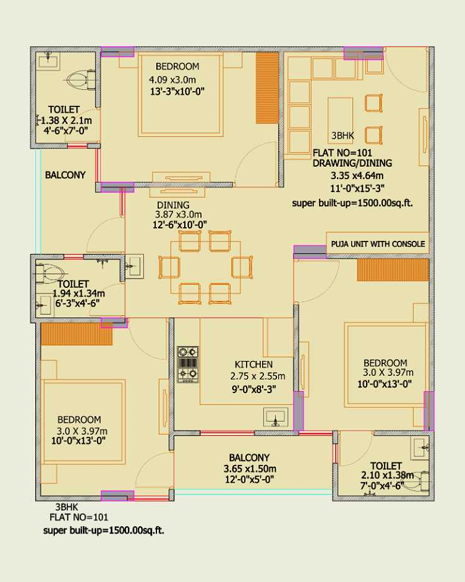 BEDROOM
4.09 x3.0m
13'-3"x10'-0"
TOILET
1.38 X 2.1m
4'-6"x7'-0"
3BHK
FLAT NO=101
DRAWING/DINING
3.35 x4.64m
11'-0"x15'-3"
super built-up=1500.00sq.ft.
BALCONY
DINING
3.87 x3.0m
12'-6"x10'-0"
PUJA UNIT WITH CONSOLE
TOILET
1.94 x1.34m
6'-3"x4'-6"
KITCHEN
2.75 x 2.55m
9'-0"x8'-3"
BEDROOM
3.0 X 3.97m
10'-0"x13'-0"
BEDROOM
3.0 X 3.97m
10'-0"x13'-0"
BALCONY
3.65 x1.50m
12'-0"x5'-0"
TOILET
2.10 x1.38m
7'-0"x4'-6"
3BHK
FLAT NO=101
super built-up=1500.00sq.ft.